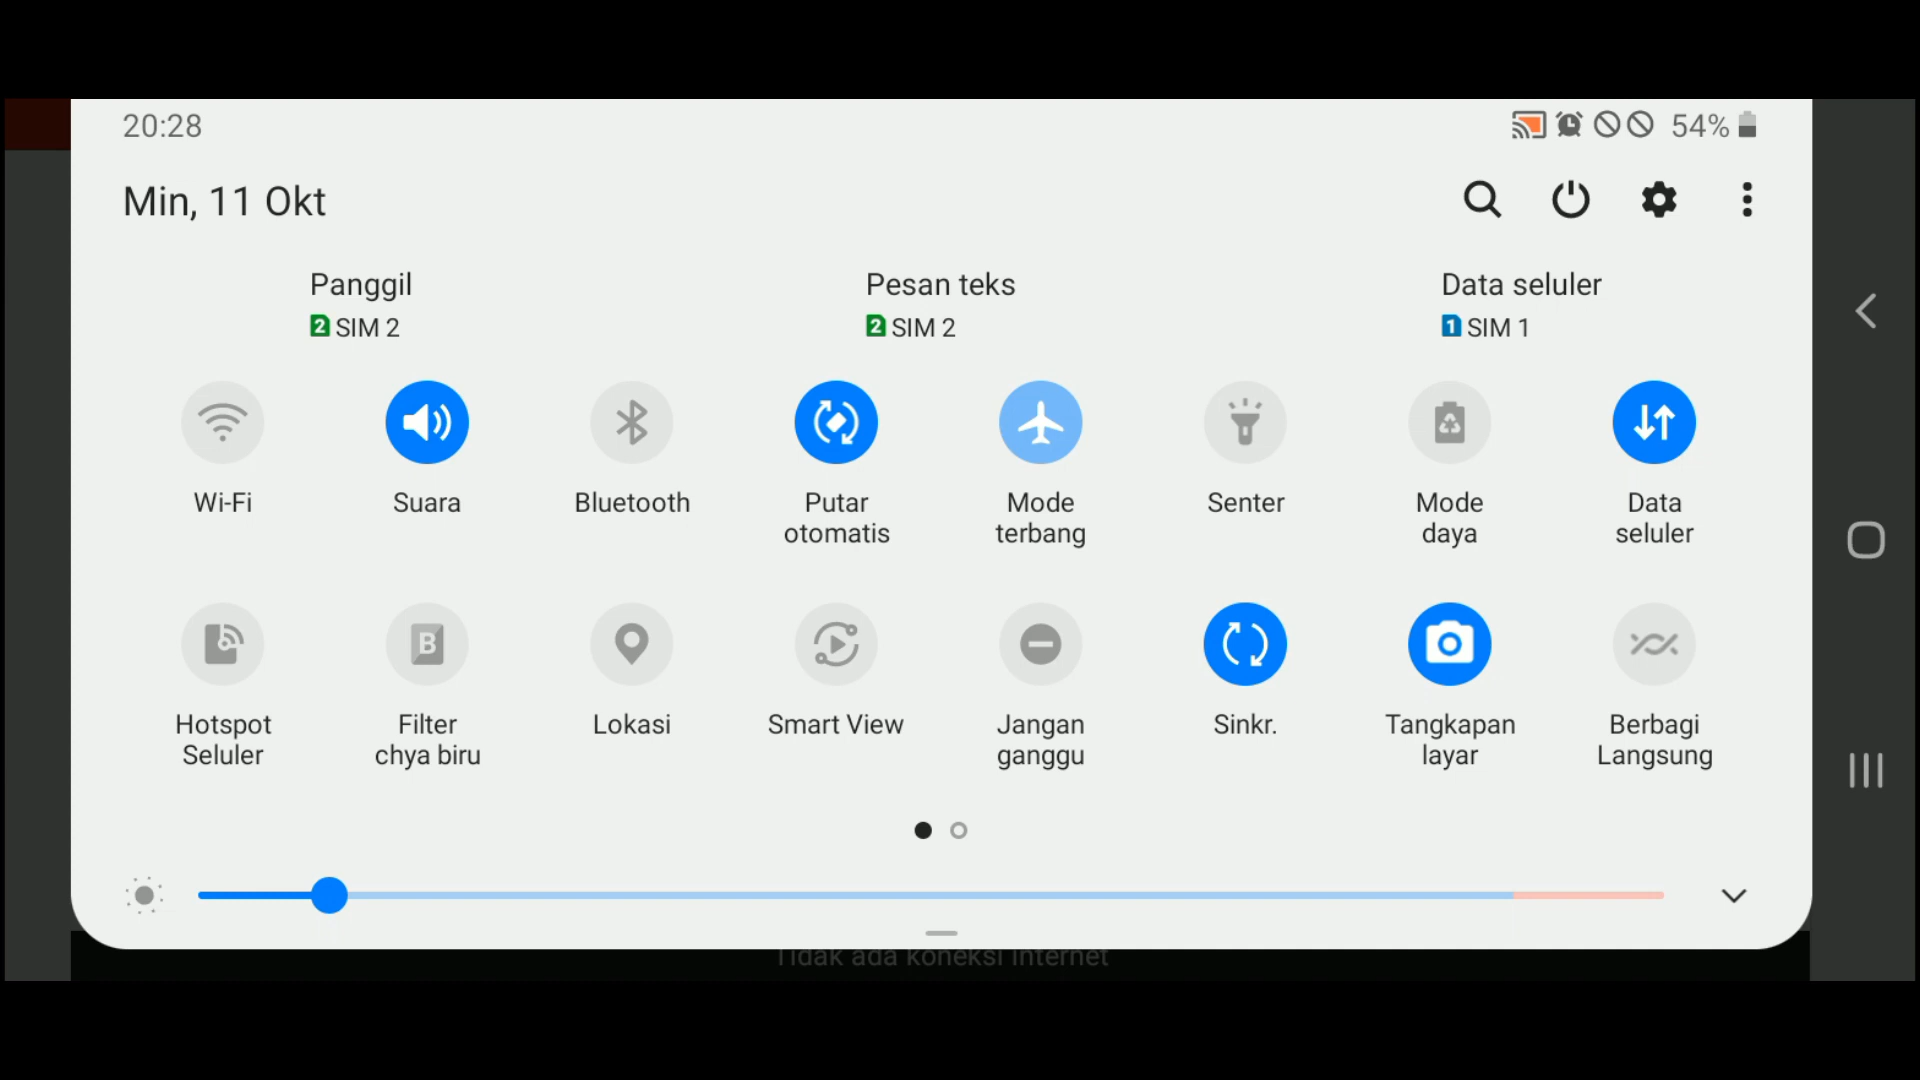 20:28
54%
Min, 11 Okt
Panggil
2 SIM 2
Pesan teks
2 SIM 2
Data seluler
1 SIM 1
Wi-Fi
Suara
Bluetooth
Putar
otomatis
Mode
terbang
Senter
Mode
daya
Data
seluler
Hotspot
Seluler
B
Filter
chya biru
Lokasi
Smart View
Jangan
ganggu
Sinkr.
Tangkapan
layar
Berbagi
Langsung
Tidak ada koneksi internet